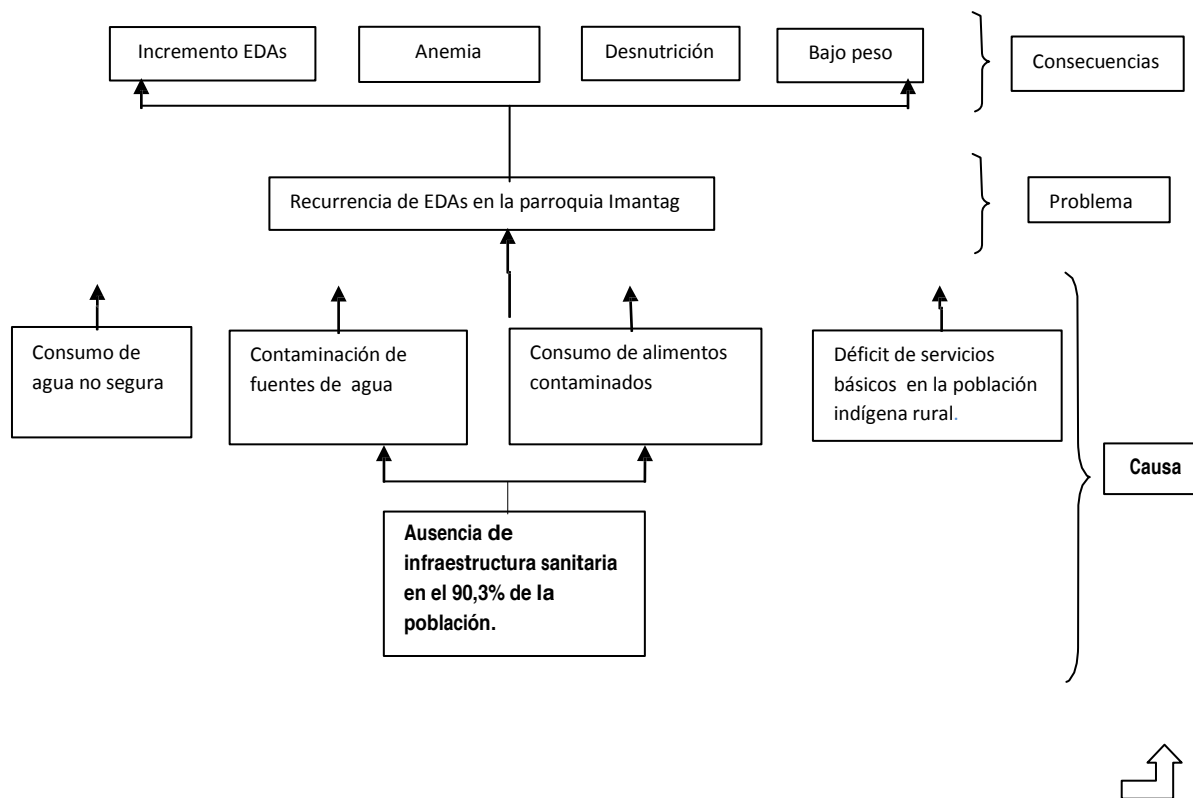 Incremento EDAs
Anemia
Desnutrición
Bajo peso
Consecuencias
Recurrencia de EDAs en la parroquia Imantag
Problema
Consumo de
agua no segura
Contaminación de
fuentes de agua
Consumo de alimentos
contaminados
Déficit de servicios
básicos en la población
indígena rural.
Causa
Ausencia de
infraestructura sanitaria
en el 90,3% de la
población.